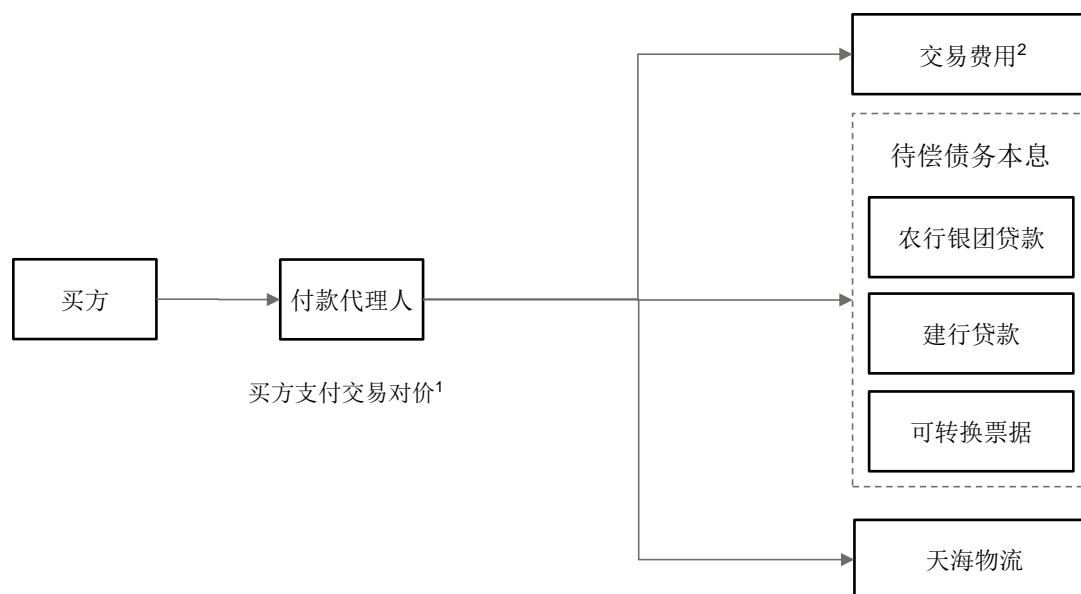 交易费用²
待偿债务本息
农行银团贷款
买方
付款代理人
建行贷款
买方支付交易对价¹
可转换票据
天海物流